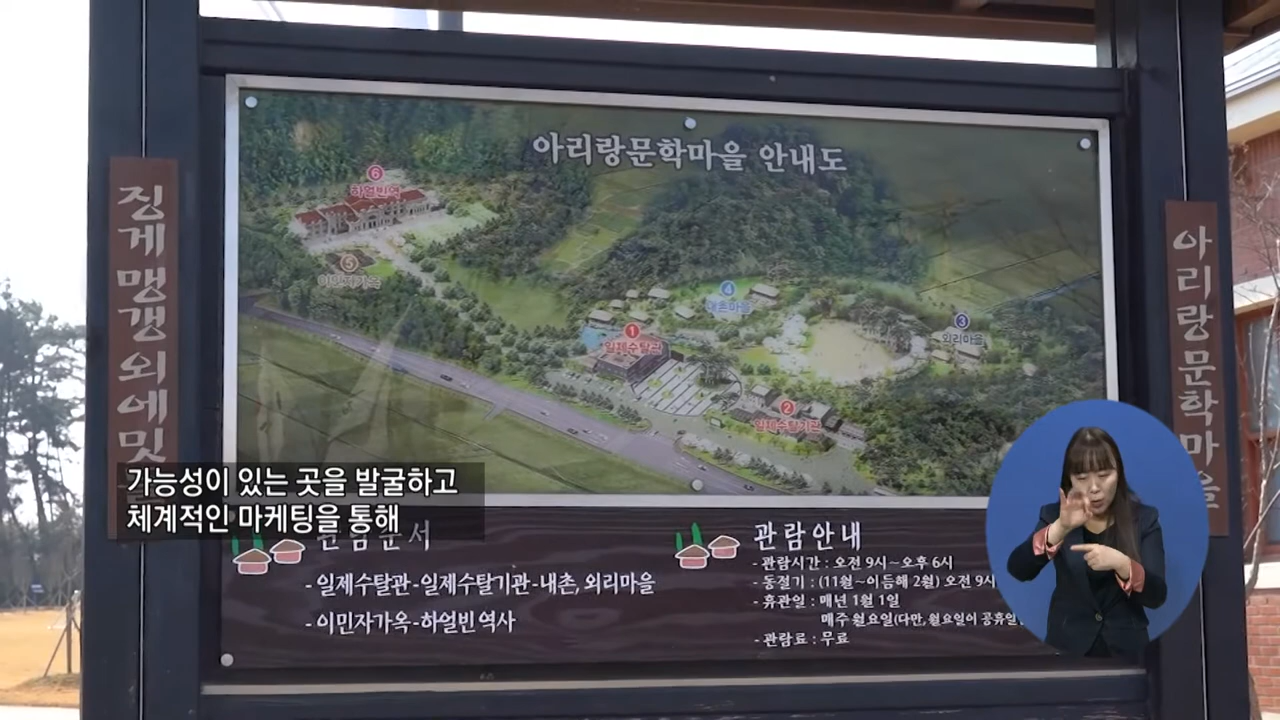 아리랑문학마을 안내도
6
하얼빈역
5
이민자가옥
4
내촌마을
3
외리마을
1
일제수탈관
2
일제수탈기관
징게맹갱외에밋
아리랑문학마을
가능성이 있는 곳을 발굴하고
체계적인 마케팅을 통해
관람순서
- 일제수탈관-일제수탈기관-내촌, 외리마을
- 이민자가옥-하얼빈역사
관람안내
- 관람시간 : 오전 9시~오후 6시
- 동절기 : (11월~이듬해 2월) 오전 9시
- 휴관일 : 매년 1월 1일
매주 월요일(다만, 월요일이 공휴일
- 관람료 : 무료